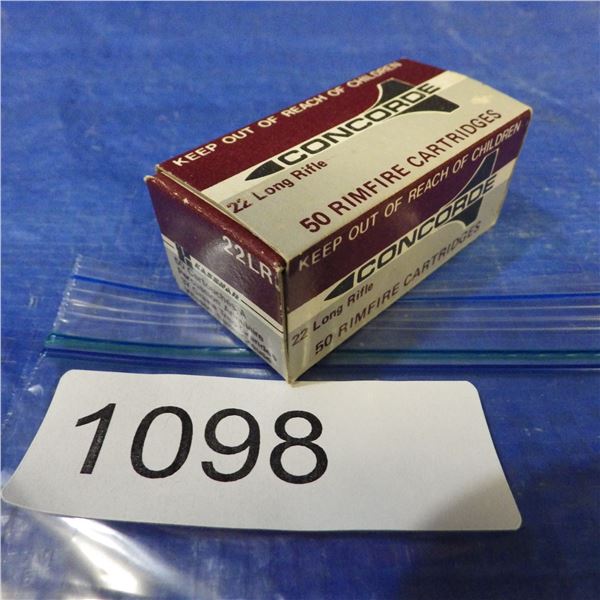 KEEP OUT OF REACH OF CHILDREN
CONCORDE
22 Long Rifle
50 RIMFIRE CARTRIDGES
KEEP OUT OF REACH OF CHILDREN
CONCORDE
22 Long Rifle
50 RIMFIRE CARTRIDGES
22LR
1098